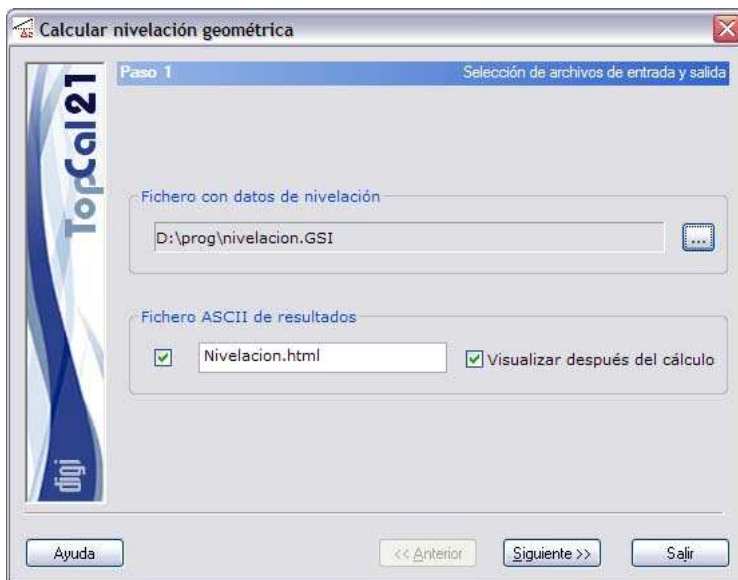 Calcular nivelación geométrica
Paso 1
Selección de archivos de entrada y salida
TopCal21
digi
Fichero con datos de nivelación
D:\prog\nivelacion.GSI
...
Fichero ASCII de resultados
Nivelacion.html
Visualizar después del cálculo
Ayuda
<< Anterior
Siguiente >>
Salir